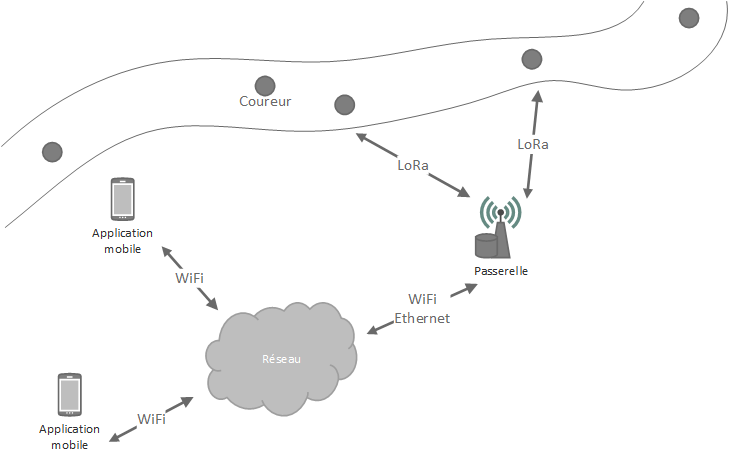 Coureur
LoRa
LoRa
Application
mobile
Passerelle
WiFi
WiFi
Ethernet
Réseau
WiFi
Application
mobile